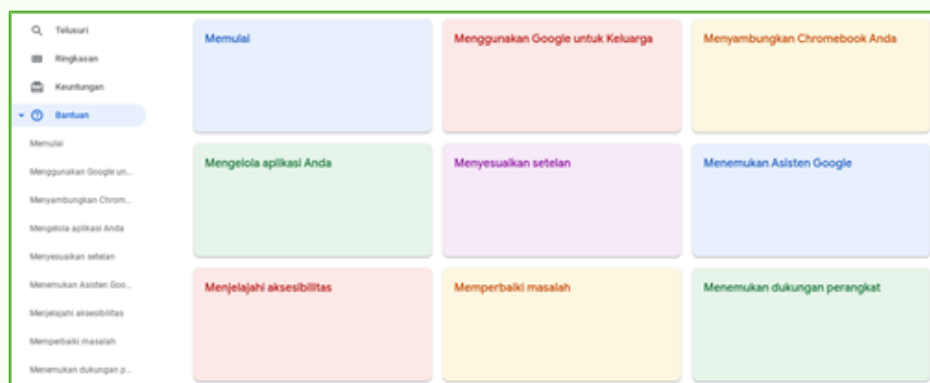 Telusuri
Ringkasan
Keuntungan
Bantuan
Memulai
Menggunakan Google un...
Menyambungkan Chrom...
Mengelola aplikasi Anda
Menyesuaikan setelan
Menemukan Asisten Goo...
Menjelajahi aksesibilitas
Memperbaiki masalah
Menemukan dukungan p...
Memulai
Menggunakan Google untuk Keluarga
Menyambungkan Chromebook Anda
Mengelola aplikasi Anda
Menyesuaikan setelan
Menemukan Asisten Google
Menjelajahi aksesibilitas
Memperbaiki masalah
Menemukan dukungan perangkat